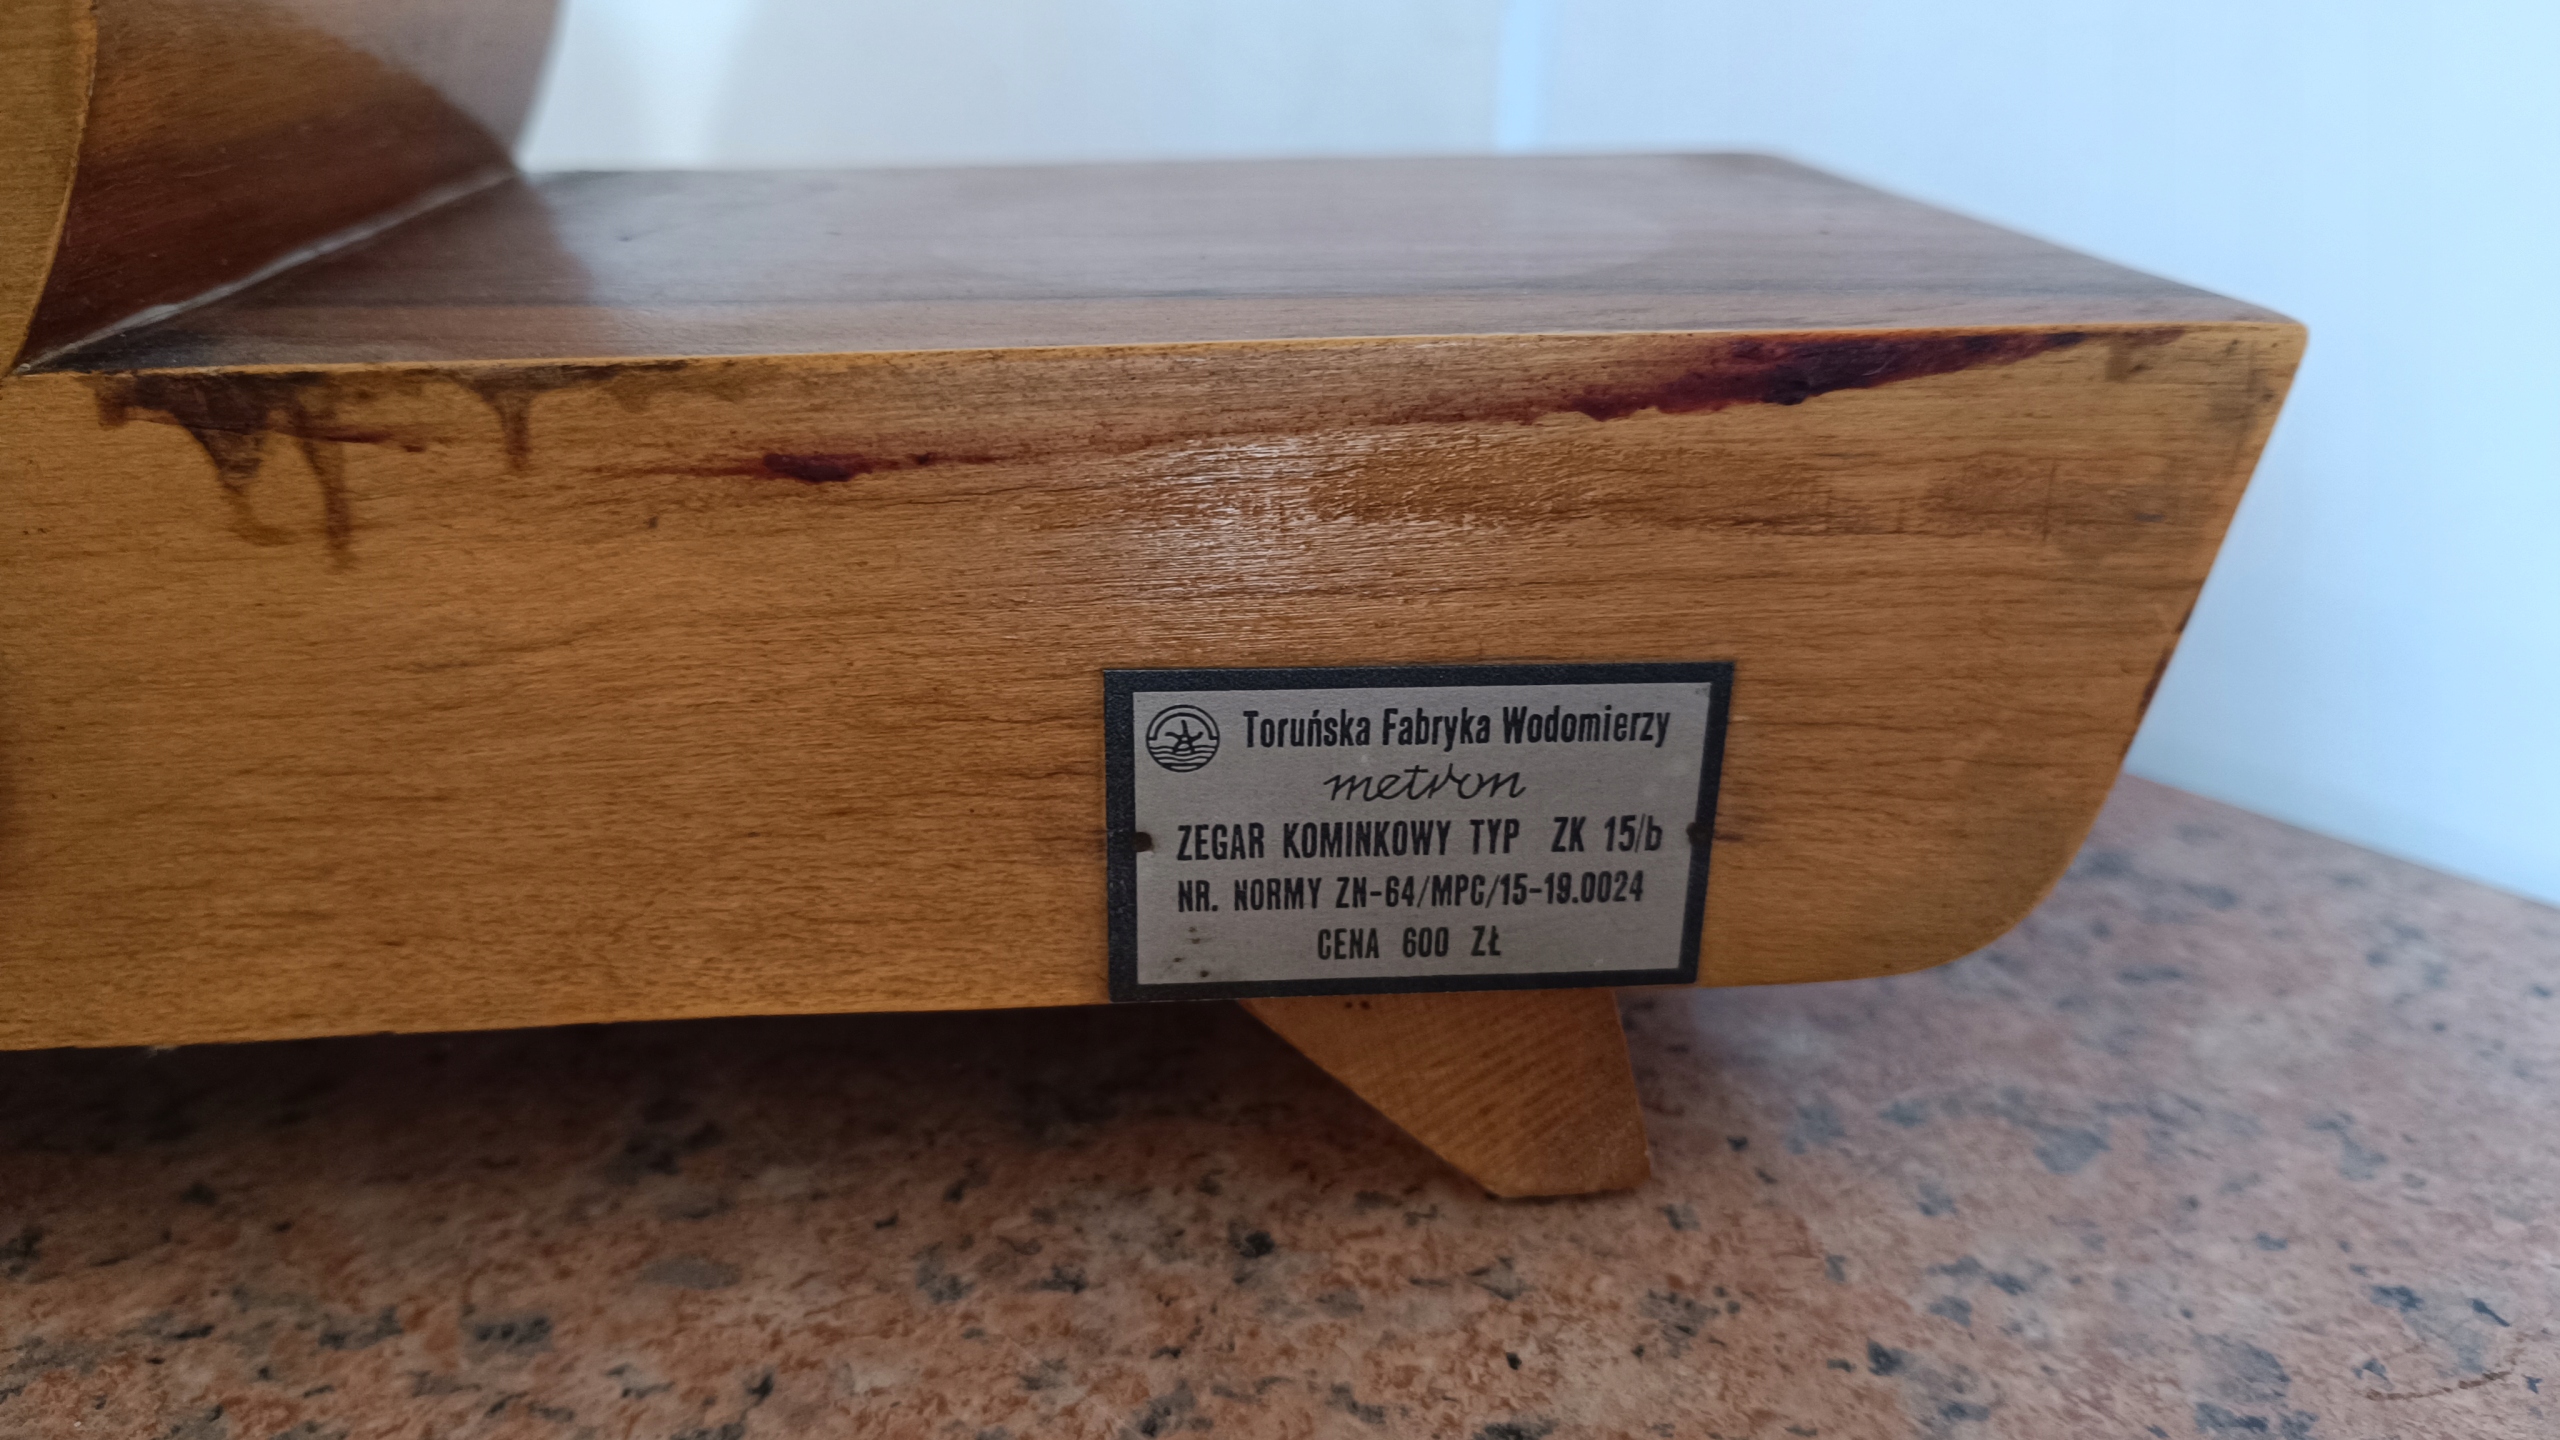 Toruńska Fabryka Wodomierzy
metron
ZEGAR KOMINKOWY TYP ZK 15/b
NR. NORMY ZN-64/MPC/15-19.0024
CENA 600 ZŁ